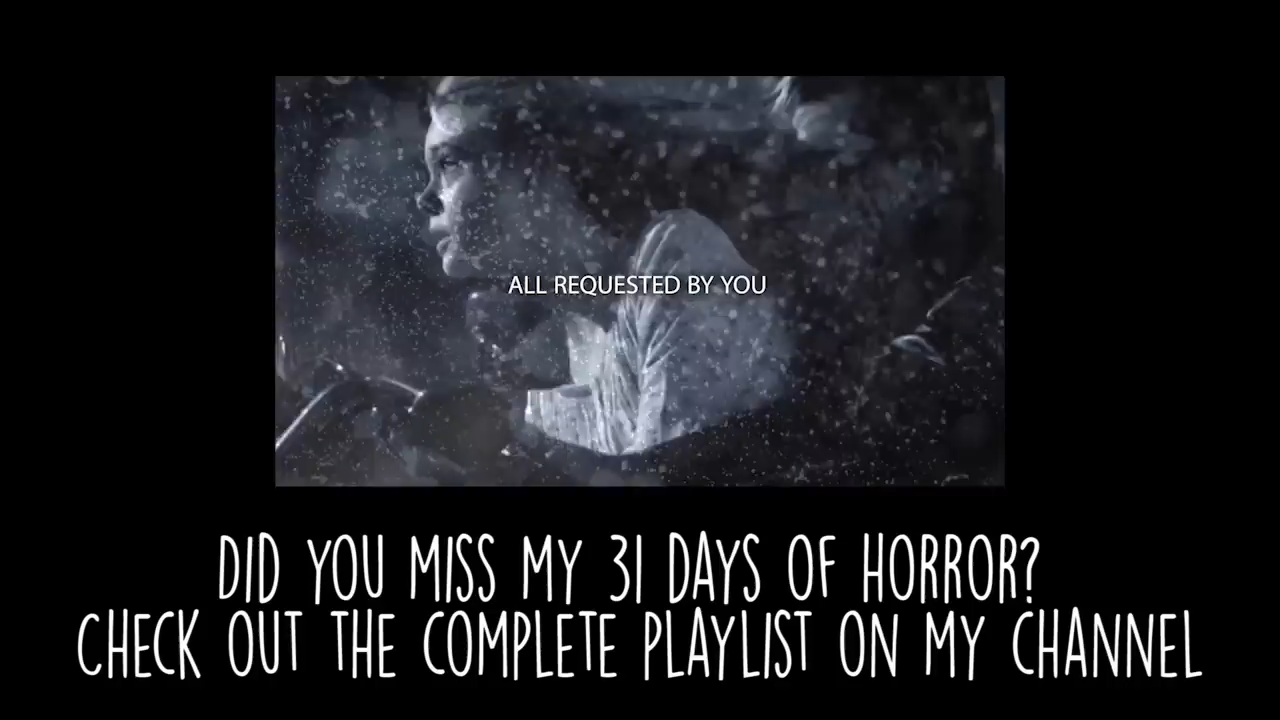 ALL REQUESTED BY YOU
DID YOU MISS MY 31 DAYS OF HORROR?
CHECK OUT THE COMPLETE PLAYLIST ON MY CHANNEL